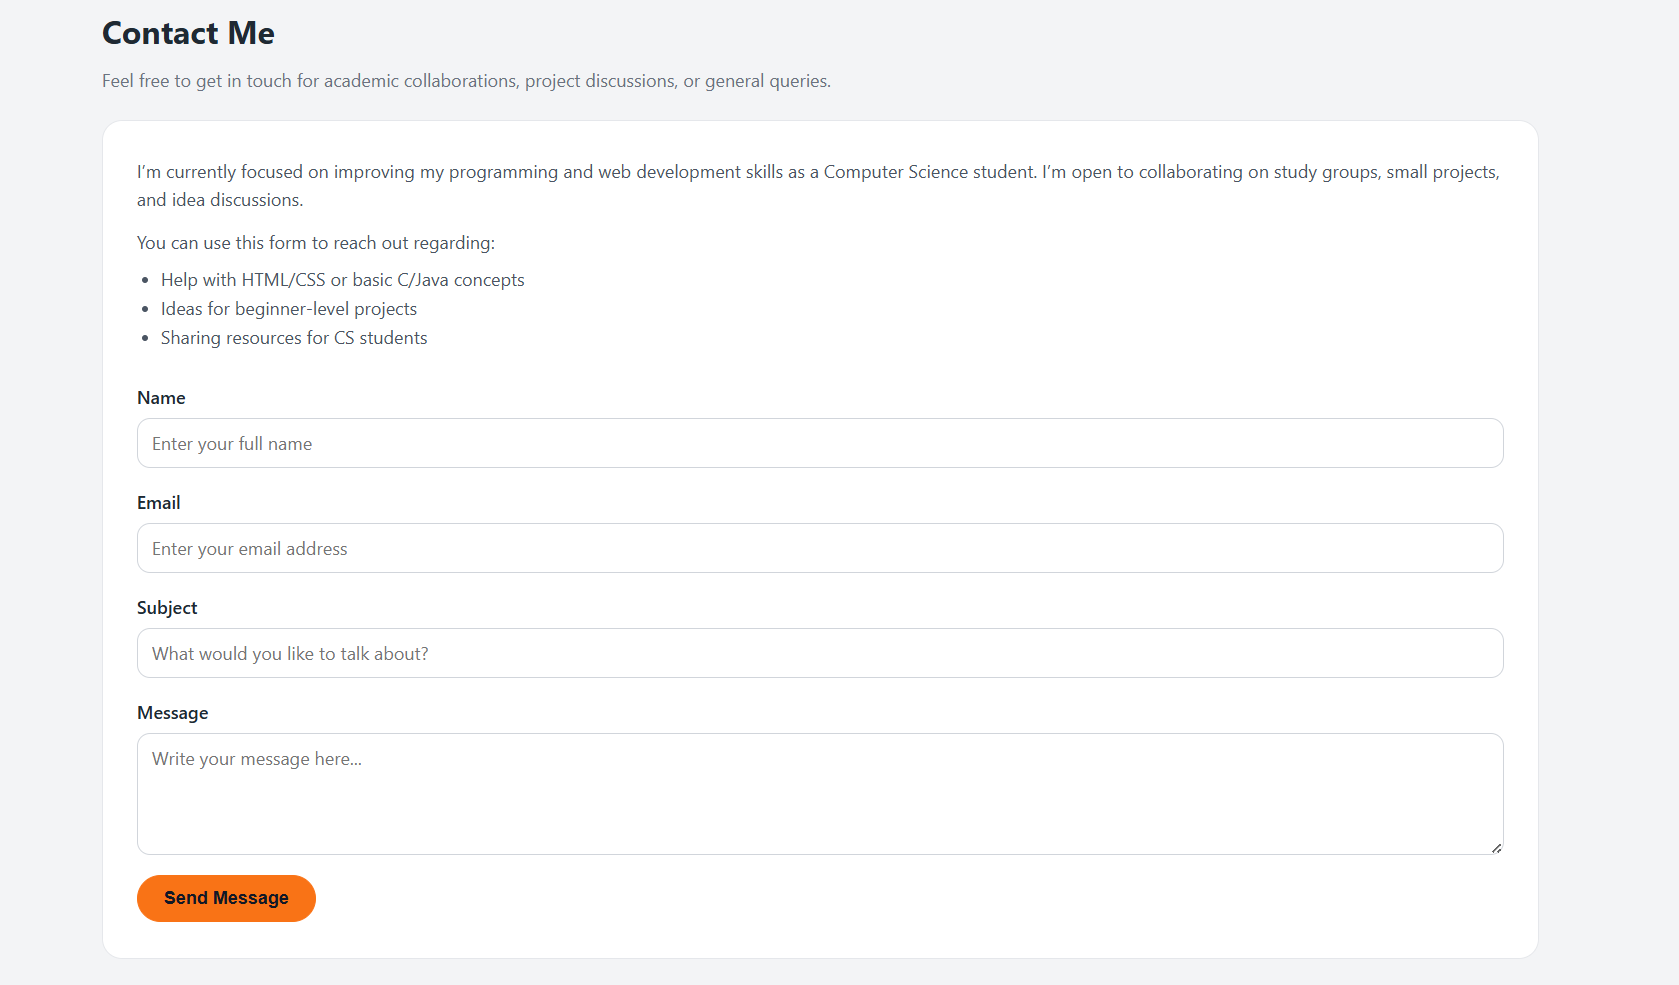 Contact Me
Feel free to get in touch for academic collaborations, project discussions, or general queries.
I’m currently focused on improving my programming and web development skills as a Computer Science student. I’m open to collaborating on study groups, small projects,
and idea discussions.
You can use this form to reach out regarding:
• Help with HTML/CSS or basic C/Java concepts
• Ideas for beginner-level projects
• Sharing resources for CS students
Name
Enter your full name
Email
Enter your email address
Subject
What would you like to talk about?
Message
Write your message here...
Send Message